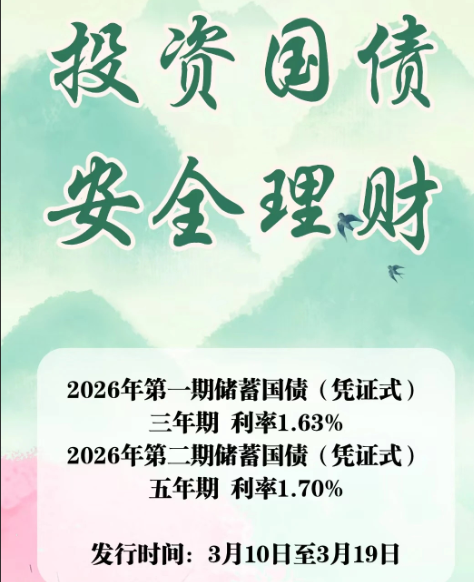 投资国债
安全理财
2026年第一期储蓄国债（凭证式）
三年期 利率1.63%
2026年第二期储蓄国债（凭证式）
五年期 利率1.70%
发行时间：3月10日至3月19日